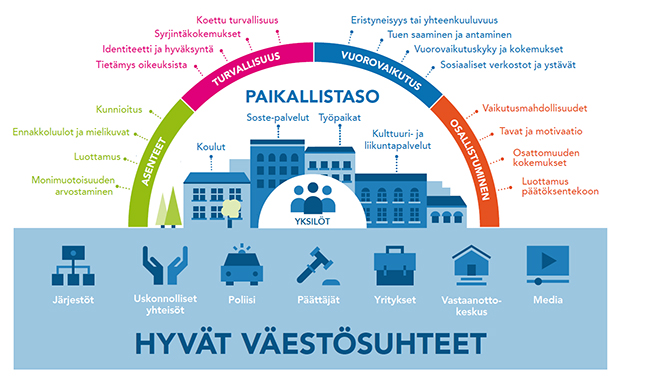 Koettu turvallisuus
Syrjintäkokemukset
Identiteetti ja hyväksyntä
Tietämys oikeuksista
TURVALLISUUS
Eristyneisyys tai yhteenkuuluvuus
Tuen saaminen ja antaminen
Vuorovaikutuskyky ja kokemukset
Sosiaaliset verkostot ja ystävät
VUOROVAIKUTUS
Kunnioitus
Ennakkoluulot ja mielikuvat
Luottamus
Monimuotoisuuden
arvostaminen
ASENTEET
Vaikutusmahdollisuudet
Tavat ja motivaatio
Osattomuuden
kokemukset
Luottamus
päätöksentekoon
OSALLISTUMINEN
PAIKALLISTASO
Soste-palvelut
Työpaikat
Koulut
Kulttuuri- ja
liikuntapalvelut
YKSILÖT
Järjestöt
Uskonnolliset
yhteisöt
Poliisi
Päättäjät
Yritykset
Vastaanotto-
keskus
Media
HYVÄT VÄESTÖSUHTEET